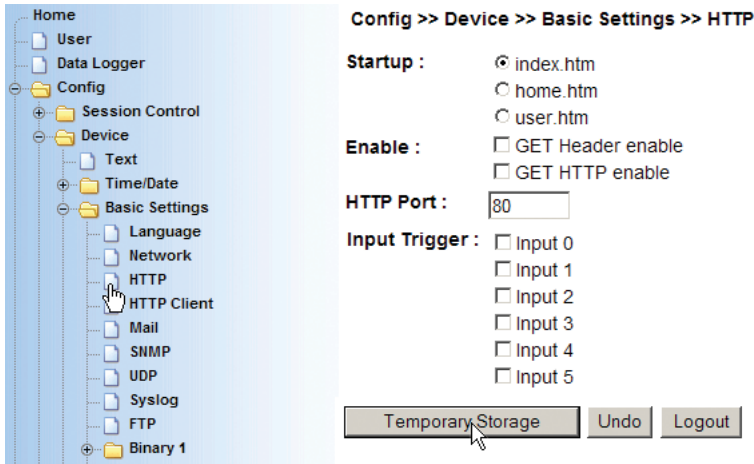 Home
User
Data Logger
Config
Session Control
Device
Text
Time/Date
Basic Settings
Language
Network
HTTP
HTTP Client
Mail
SNMP
UDP
Syslog
FTP
Binary 1
Config >> Device >> Basic Settings >> HTTP
Startup :
index.htm
home.htm
user.htm
Enable :
GET Header enable
GET HTTP enable
HTTP Port :
80
Input Trigger :
Input 0
Input 1
Input 2
Input 3
Input 4
Input 5
Temporary Storage
Undo
Logout